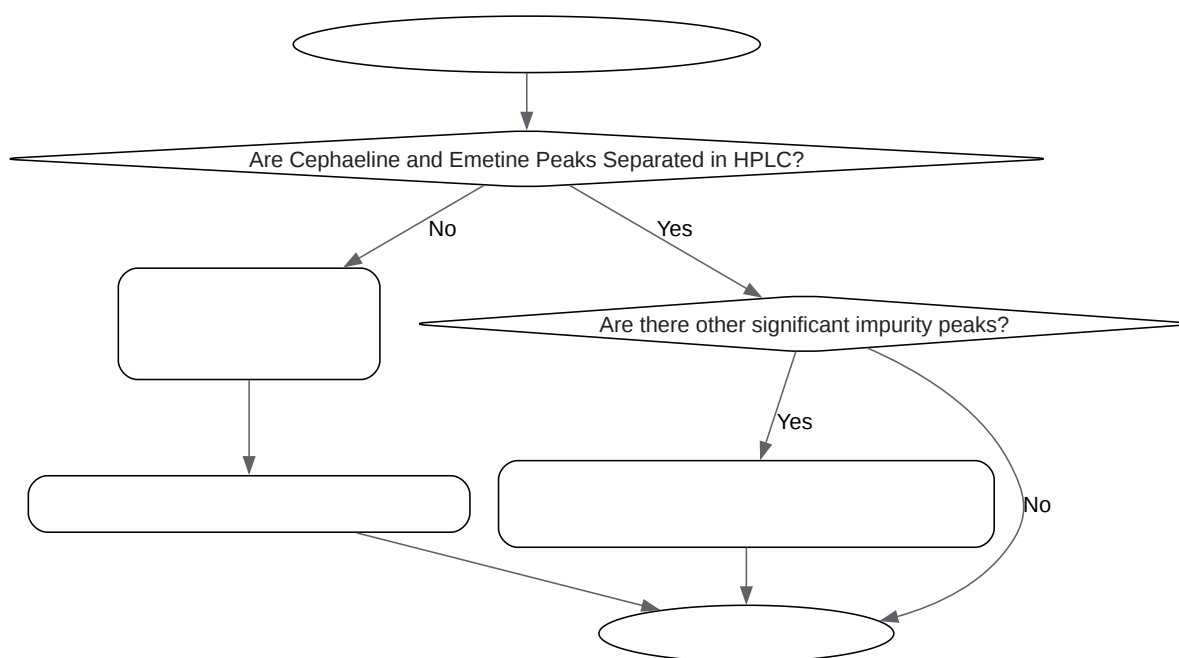 Are Cephaeline and Emetine Peaks Separated in HPLC?
No
Yes
Are there other significant impurity peaks?
Yes
No